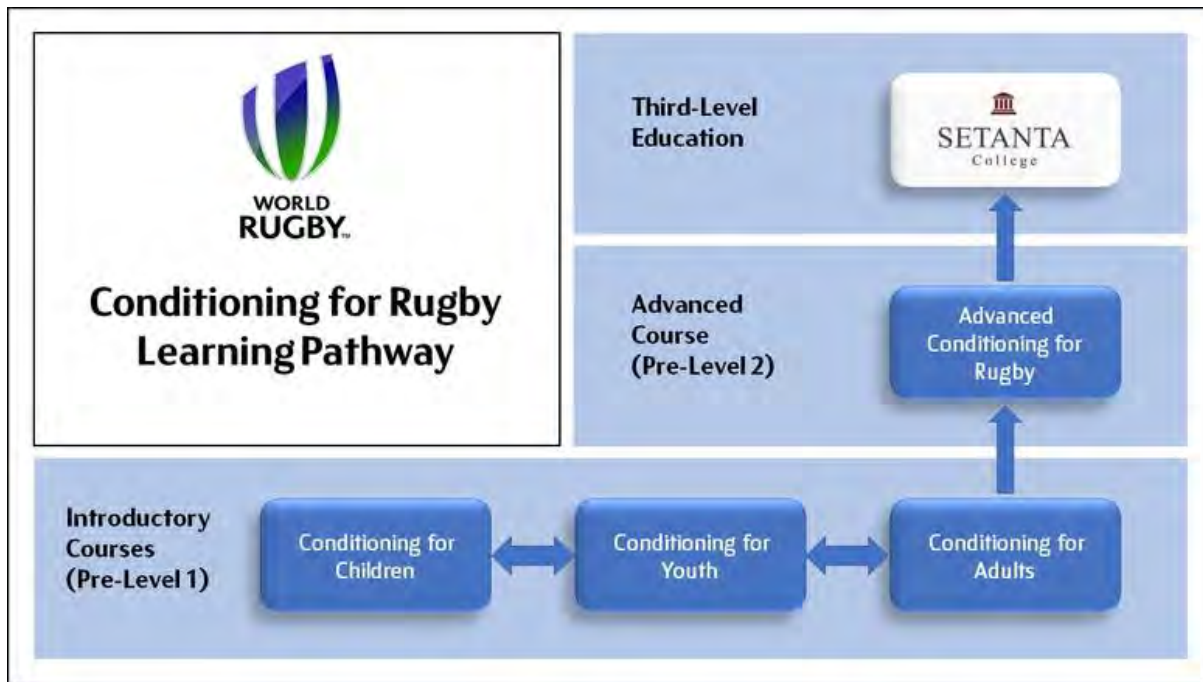 WORLD
RUGBY™
Conditioning for Rugby
Learning Pathway
Third-Level
Education
SETANTA
College
Advanced
Course
(Pre-Level 2)
Advanced
Conditioning for
Rugby
Introductory
Courses
(Pre-Level 1)
Conditioning for
Children
Conditioning for
Youth
Conditioning for
Adults